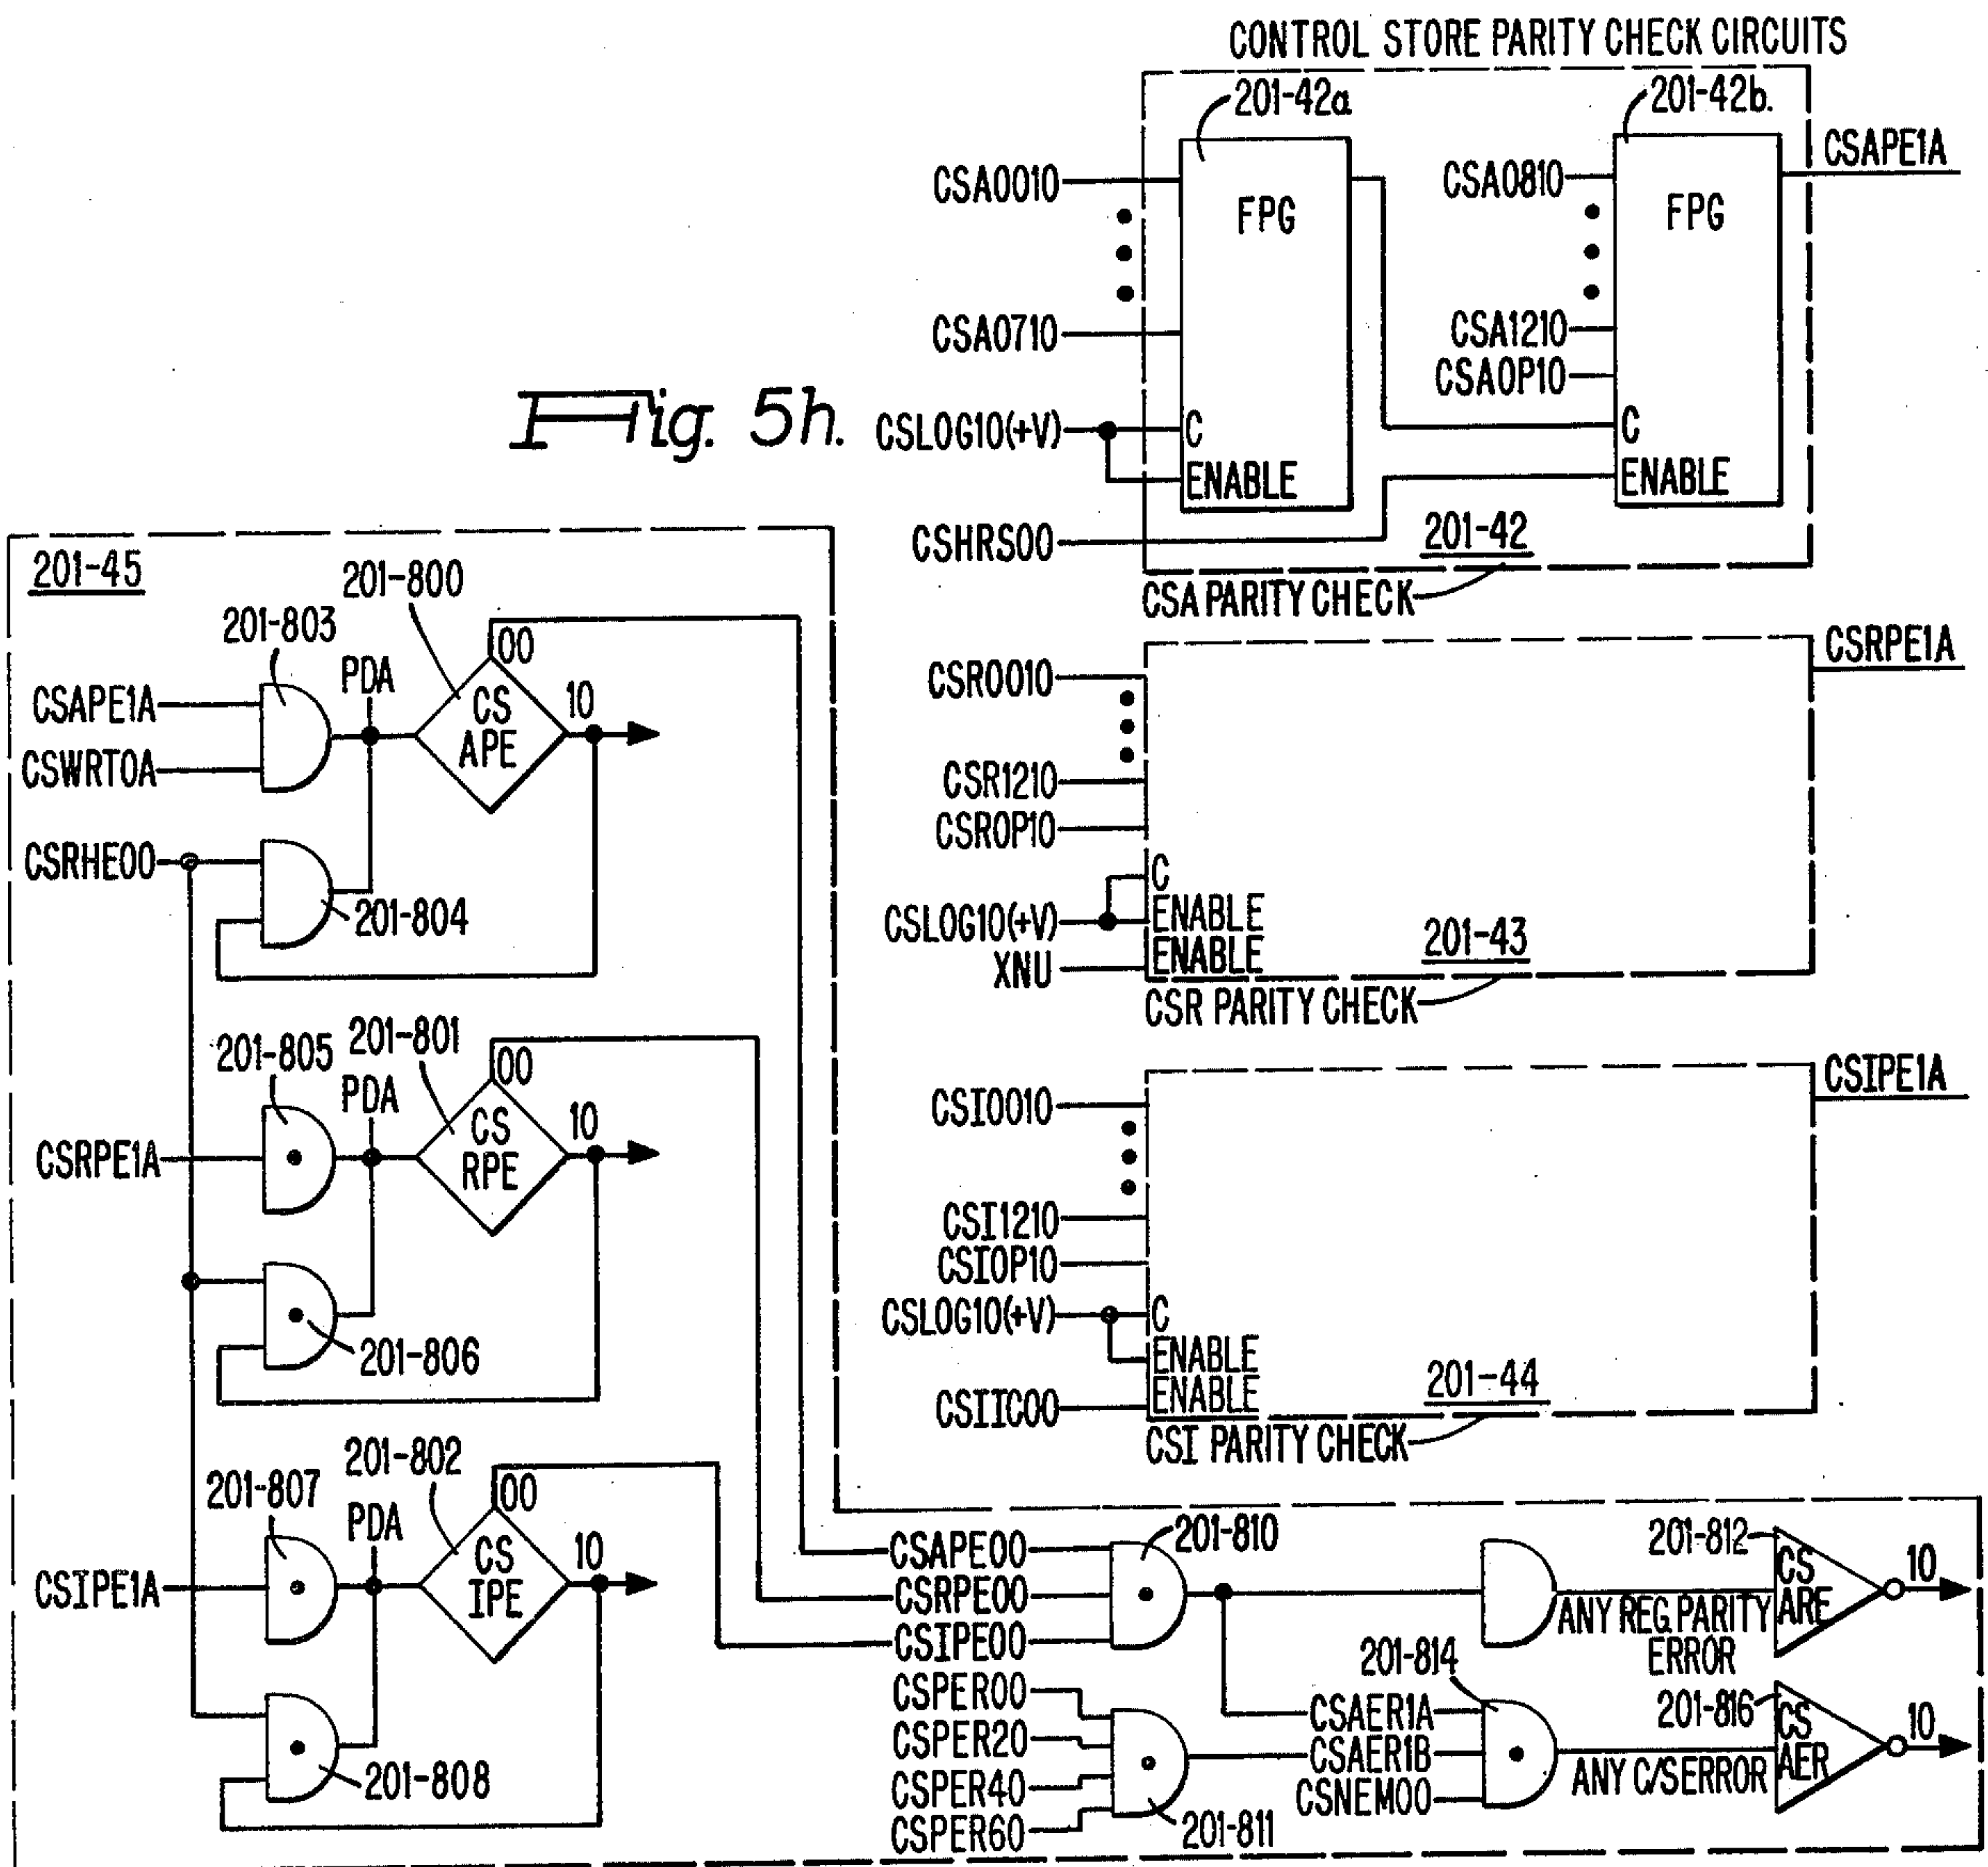 CONTROL STORE PARITY CHECK CIRCUITS
201-42a
201-42b.
CSAPE1A
CSA0010
FPG
CSA0810
FPG
CSA0710
CSA1210
CSA0P10
Fig. 5h.
CSLOG10(+V)
C
C
ENABLE
ENABLE
CSHRS00
201-42
CSA PARITY CHECK
201-45
201-800
201-803
00
PDA
CSAPE1A
CS
APE
10
CSWRT0A
CSRHE00
201-804
CSRPE1A
CSR0010
CSR1210
CSR0P10
C
CSLOG10(+V)
ENABLE
ENABLE
XNU
201-43
CSR PARITY CHECK
201-805
201-801
00
PDA
CSRPE1A
CS
RPE
10
201-806
CSIPE1A
CSI0010
CSI1210
CSI0P10
CSLOG10(+V)
C
ENABLE
ENABLE
CSIIC00
201-44
CSI PARITY CHECK
201-807
201-802
00
PDA
CSIPE1A
CS
IPE
10
201-808
CSAPE00
CSRPE00
CSIPE00
201-810
201-812
CS
ARE
10
ANY REG PARITY
ERROR
CSPER00
CSPER20
CSPER40
CSPER60
201-811
201-814
CSAER1A
CSAER1B
CSNEM00
201-816
CS
AER
10
ANY C/S ERROR